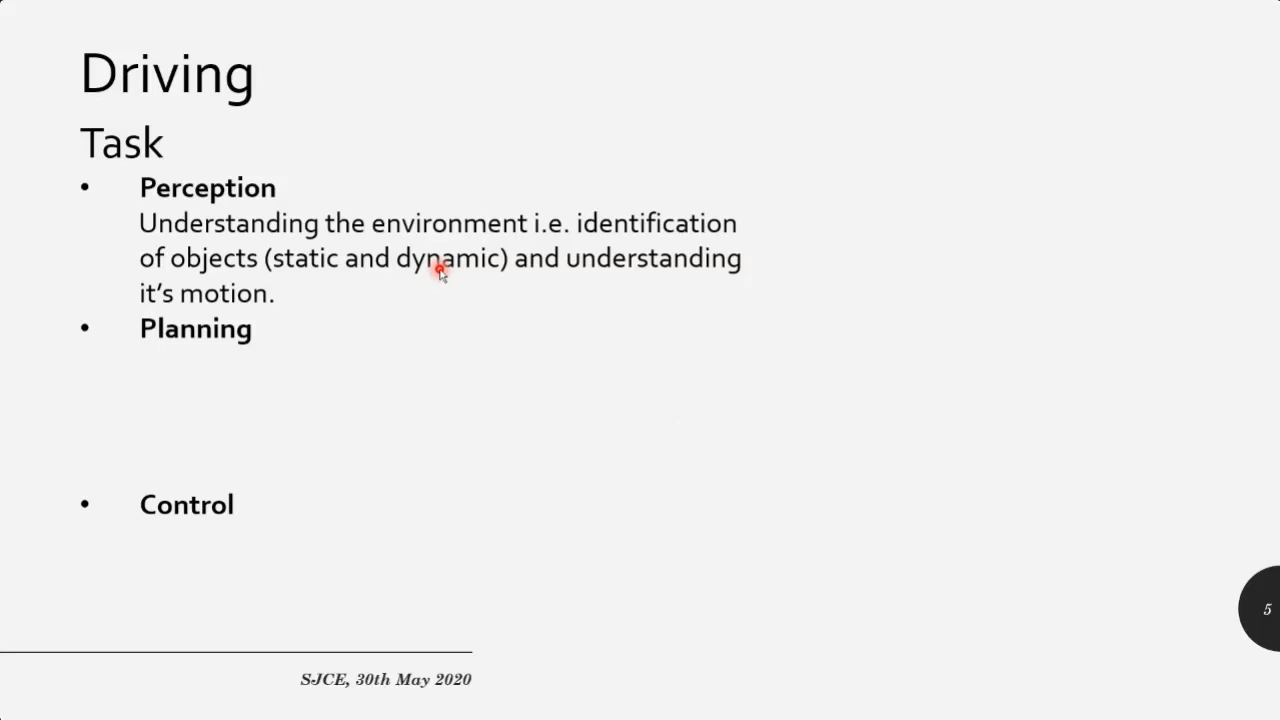 Driving
Task
• Perception
Understanding the environment i.e. identification
of objects (static and dynamic) and understanding
it’s motion.
• Planning
• Control
5
SJCE, 30th May 2020